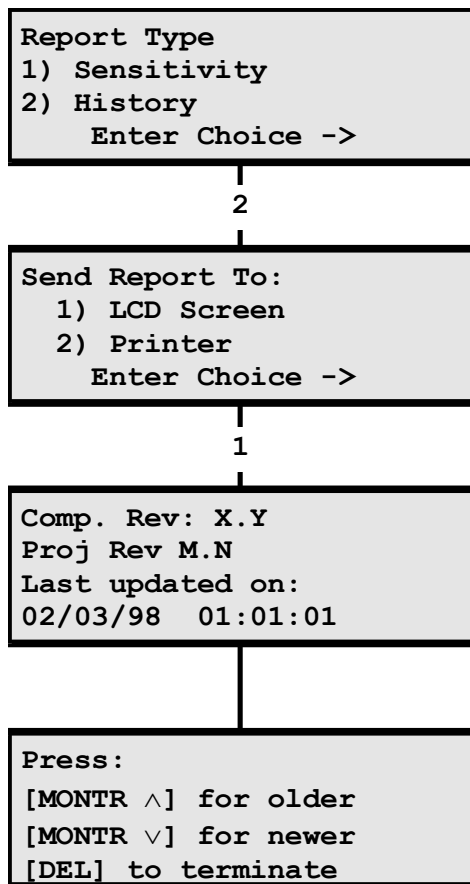 Report Type
1) Sensitivity
2) History
Enter Choice ->
2
Send Report To:
1) LCD Screen
2) Printer
Enter Choice ->
1
Comp. Rev: X.Y
Proj Rev M.N
Last updated on:
02/03/98 01:01:01
Press:
[MONTR ∧] for older
[MONTR ∨] for newer
[DEL] to terminate